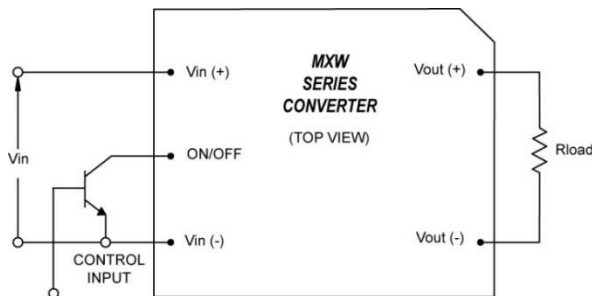 MXW
SERIES
CONVERTER
(TOP VIEW)
Vin (+)
Vout (+)
Vin
ON/OFF
Rload
Vin (-)
Vout (-)
CONTROL
INPUT